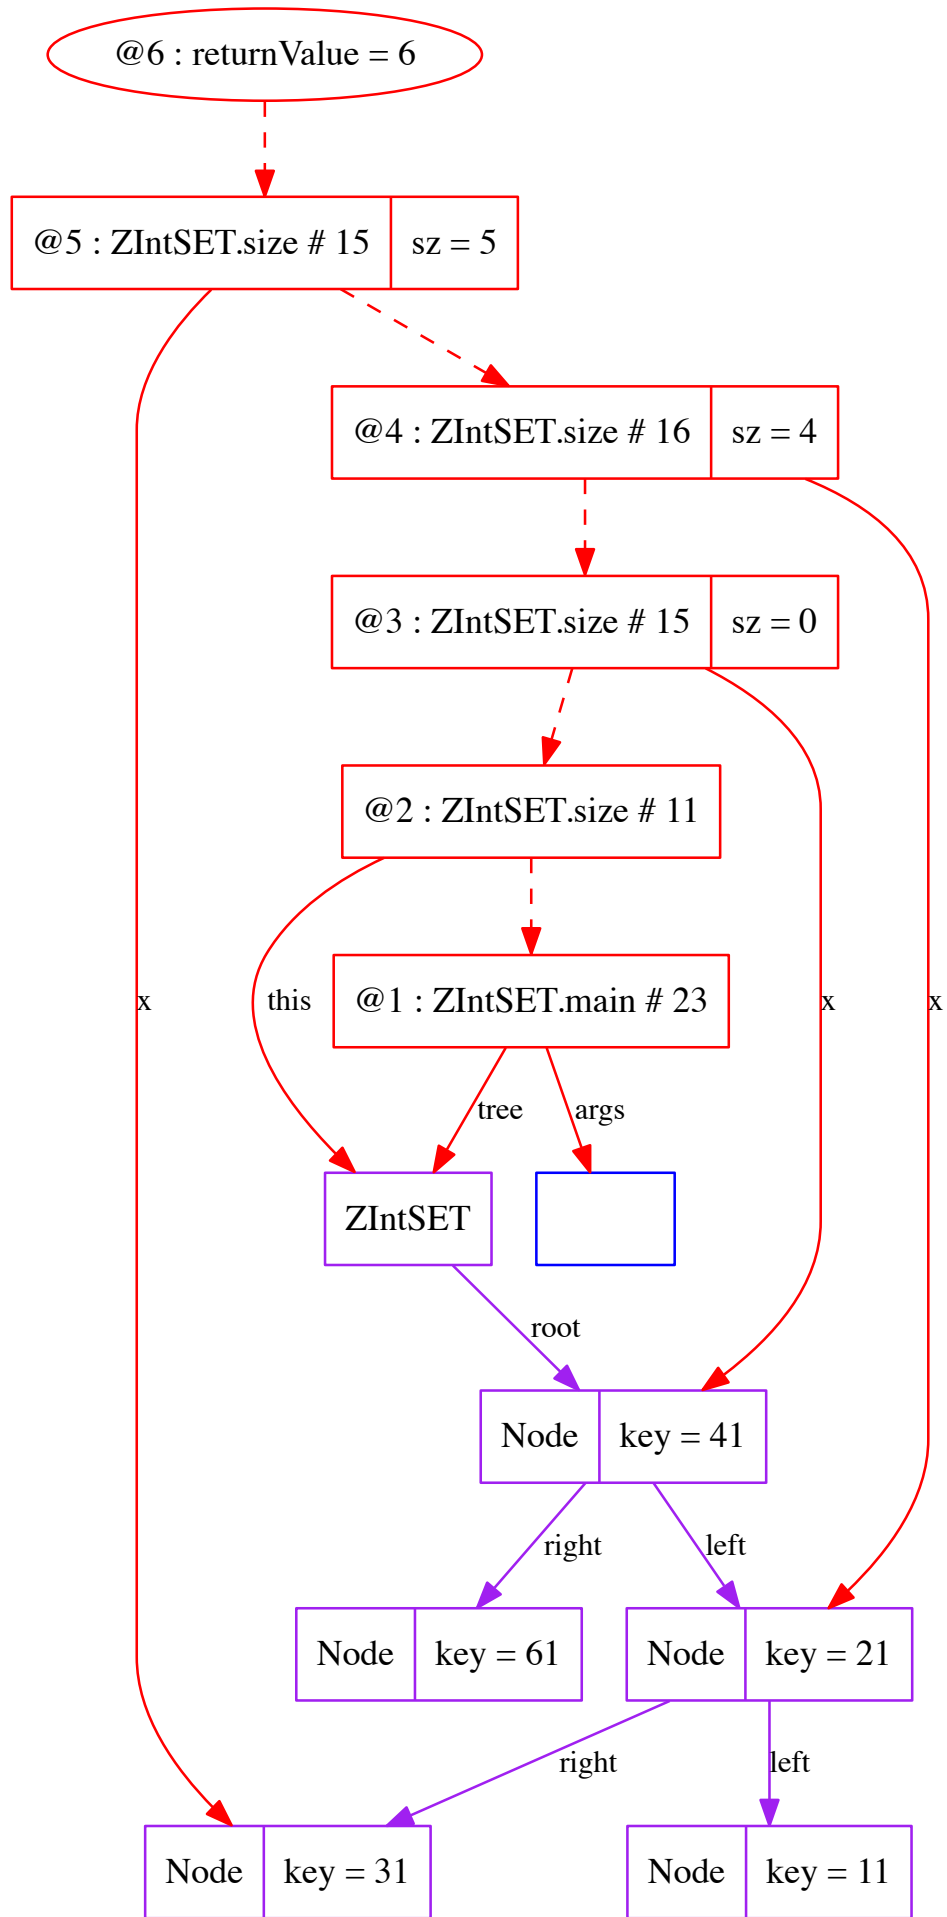 @6 : returnValue = 6
@5 : ZIntSET.size # 15 sz = 5
@4 : ZIntSET.size # 16 sz = 4
@3 : ZIntSET.size # 15 sz = 0
@2 : ZIntSET.size # 11
x this @1 : ZIntSET.main # 23 x x
tree args
ZIntSET
root
Node key = 41
right left
Node key = 61 Node key = 21
right left
Node key = 31 Node key = 11